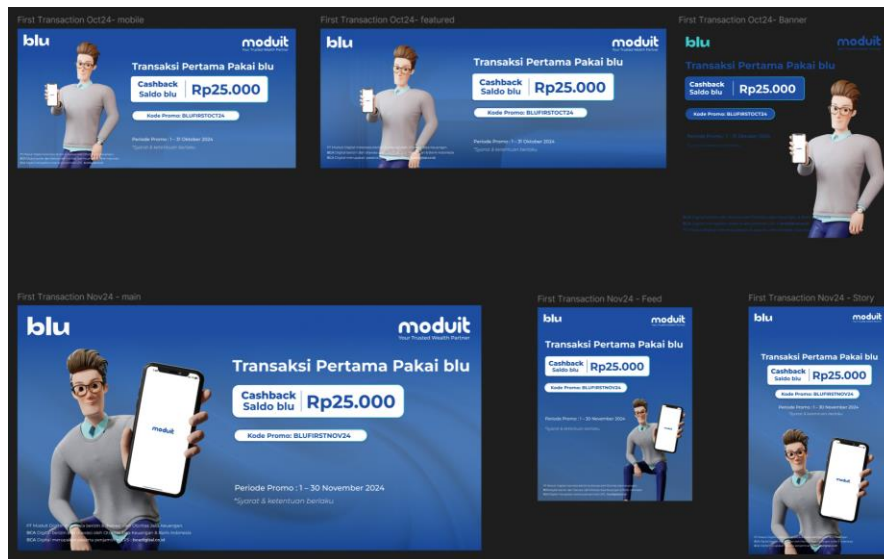 First Transaction Oct24- mobile
blu
moduit
Your Trusted Wealth Partner
Transaksi Pertama Pakai blu
Cashback
Saldo blu
Rp25.000
Kode Promo: BLUFIRSTOCT24
Periode Promo : 1 - 31 Oktober 2024
*Syarat & ketentuan berlaku
First Transaction Oct24- featured
blu
moduit
Your Trusted Wealth Partner
Transaksi Pertama Pakai blu
Cashback
Saldo blu
Rp25.000
Kode Promo: BLUFIRSTOCT24
Periode Promo : 1 - 31 Oktober 2024
*Syarat & ketentuan berlaku
First Transaction Oct24- Banner
blu
moduit
Transaksi Pertama Pakai blu
Cashback
Saldo blu
Rp25.000
Kode Promo: BLUFIRSTOCT24
First Transaction Nov24 - main
blu
moduit
Your Trusted Wealth Partner
moduit
Transaksi Pertama Pakai blu
Cashback
Saldo blu
Rp25.000
Kode Promo: BLUFIRSTNOV24
Periode Promo : 1 – 30 November 2024
*Syarat & ketentuan berlaku
First Transaction Nov24 - Feed
blu
moduit
Transaksi Pertama Pakai blu
Cashback
Saldo blu
Rp25.000
Kode Promo: BLUFIRSTNOV24
Periode Promo : 1 - 30 November 2024
*Syarat & ketentuan berlaku
moduit
First Transaction Nov24 - Story
blu
moduit
Transaksi Pertama Pakai blu
Cashback
Saldo blu
Rp25.000
Kode Promo: BLUFIRSTNOV24
Periode Promo : 1 - 30 November 2024
*Syarat & ketentuan berlaku
moduit